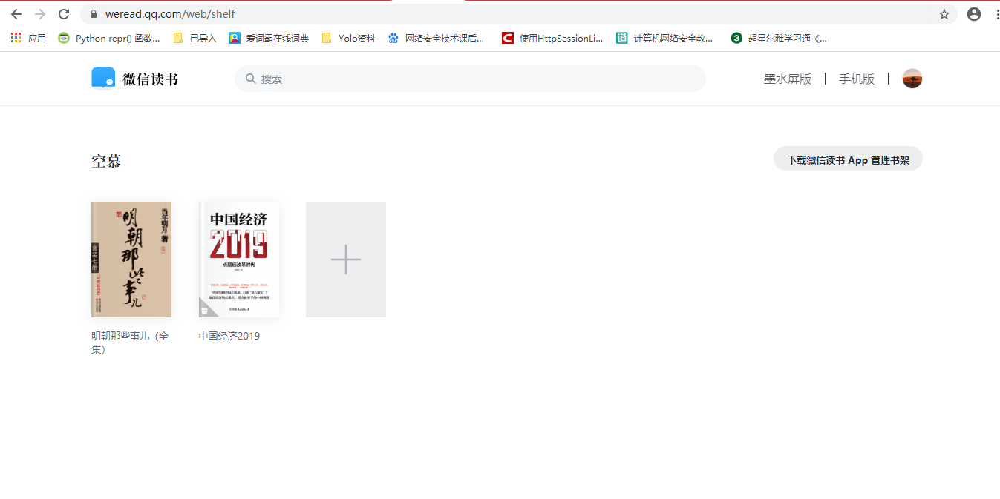 weread.qq.com/web/shelf
应用 Python repr() 函数... 已导入 爱词霸在线词典 Yolo资料 网络安全技术课后... 使用HttpSessionLi... 计算机网络安全教... 超星尔雅学习通《...
微信读书 搜索 墨水屏版 手机版
空慕 下载微信读书 App 管理书架
当年明月 著
明朝那些事儿
套装七册
中国经济
2019
点题后改革时代
明朝那些事儿（全
集）
中国经济2019